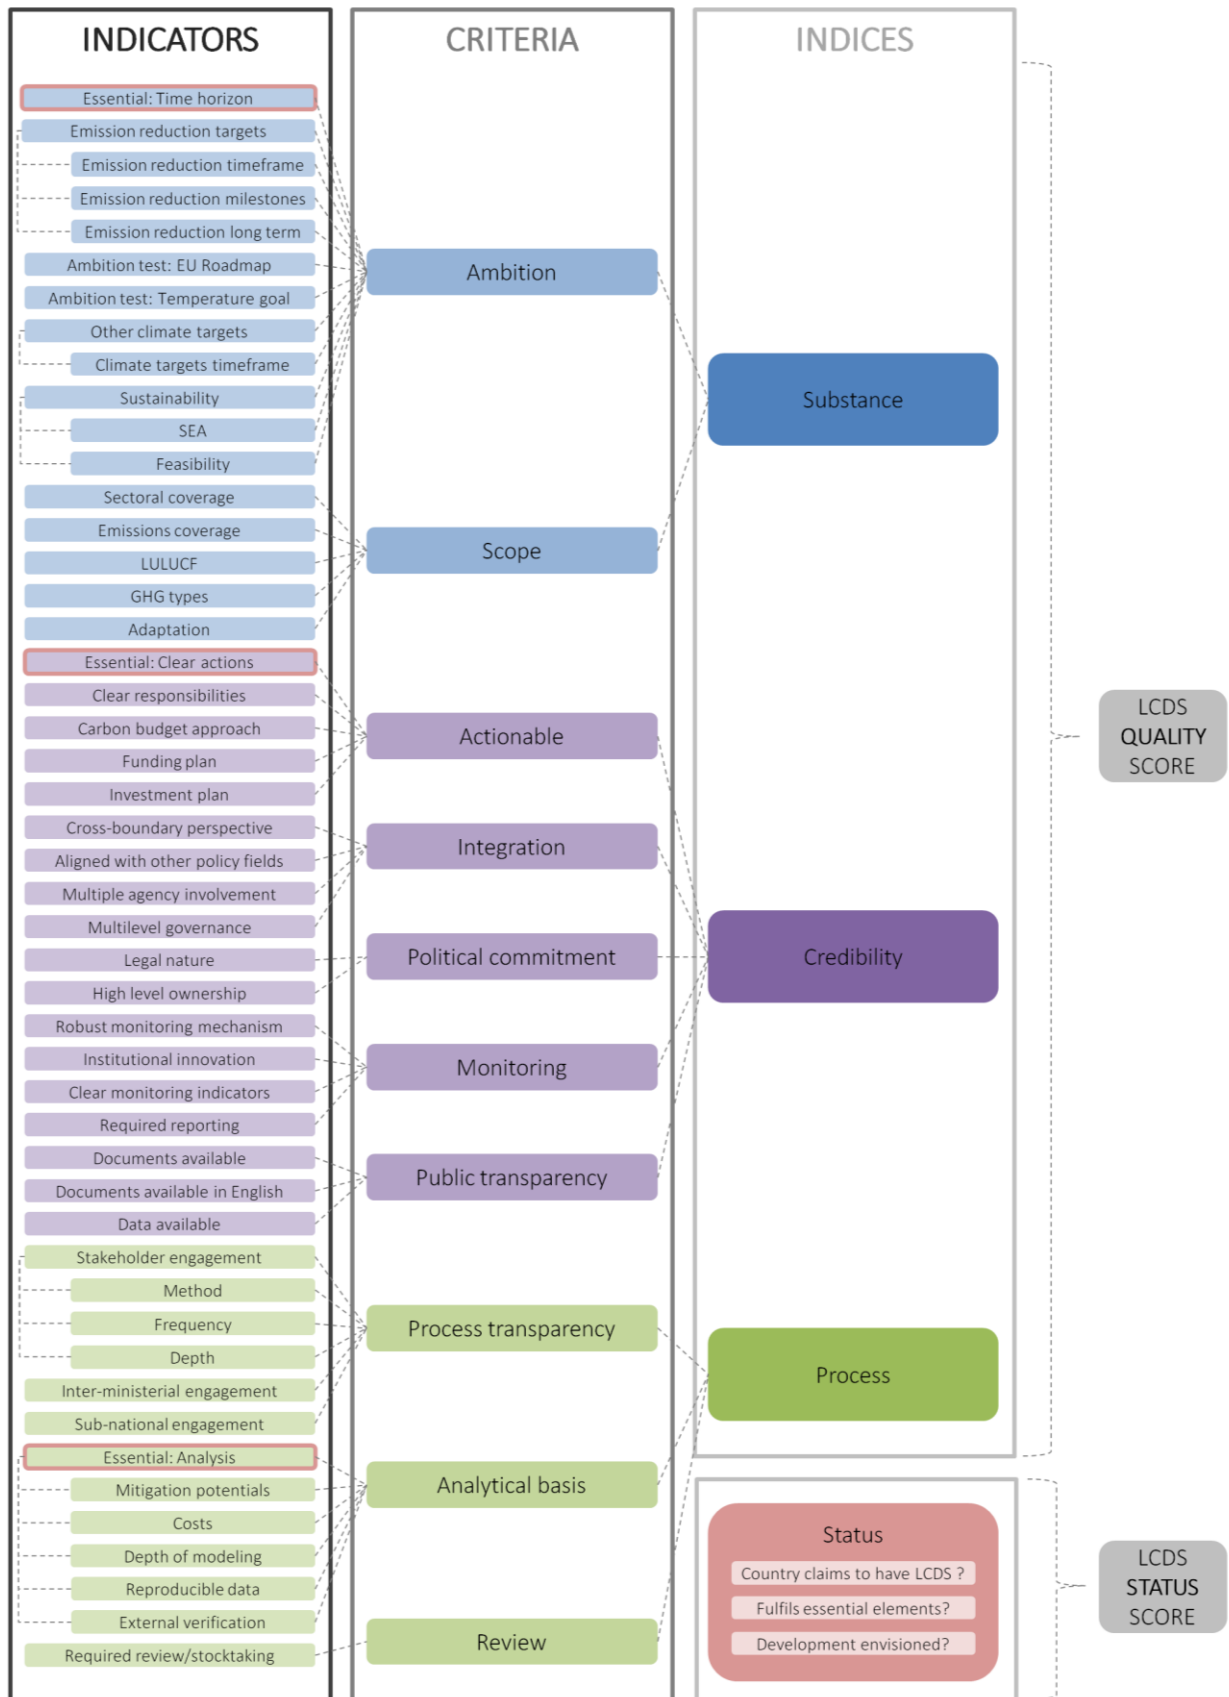 INDICATORS
Essential: Time horizon
Emission reduction targets
Emission reduction timeframe
Emission reduction milestones
Emission reduction long term
Ambition test: EU Roadmap
Ambition test: Temperature goal
Other climate targets
Climate targets timeframe
Sustainability
SEA
Feasibility
Sectoral coverage
Emissions coverage
LULUCF
GHG types
Adaptation
Essential: Clear actions
Clear responsibilities
Carbon budget approach
Funding plan
Investment plan
Cross-boundary perspective
Aligned with other policy fields
Multiple agency involvement
Multilevel governance
Legal nature
High level ownership
Robust monitoring mechanism
Institutional innovation
Clear monitoring indicators
Required reporting
Documents available
Documents available in English
Data available
Stakeholder engagement
Method
Frequency
Depth
Inter-ministerial engagement
Sub-national engagement
Essential: Analysis
Mitigation potentials
Costs
Depth of modeling
Reproducible data
External verification
Required review/stocktaking
CRITERIA
Ambition
Scope
Actionable
Integration
Political commitment
Monitoring
Public transparency
Process transparency
Analytical basis
Review
INDICES
Substance
Credibility
Process
Status
Country claims to have LCDS ?
Fulfils essential elements?
Development envisioned?
LCDS
QUALITY
SCORE
LCDS
STATUS
SCORE